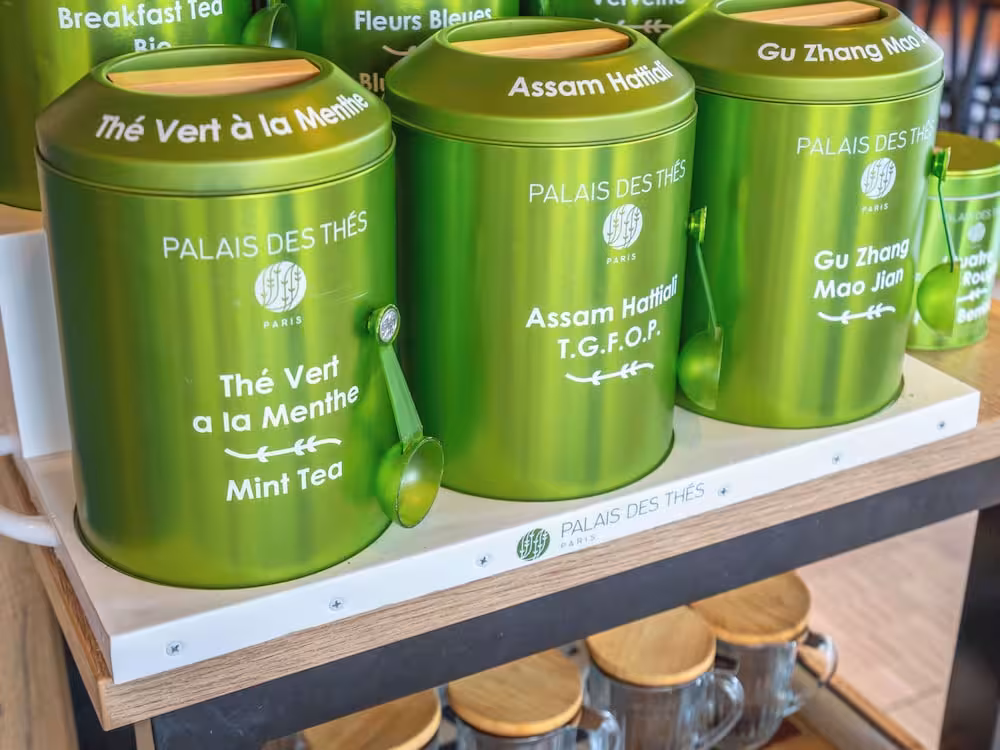 Breakfast Tea
Bio
Fleurs Bleues
Verveine
Thé Vert à la Menthe
PALAIS DES THÉS
PARIS
Thé Vert
a la Menthe
Mint Tea
Assam Hattiali
PALAIS DES THÉS
PARIS
Assam Hattiali
T.G.F.O.P.
Gu Zhang Mao
PALAIS DES THÉS
PARIS
Gu Zhang
Mao Jian
PALAIS DES THÉS
PARIS